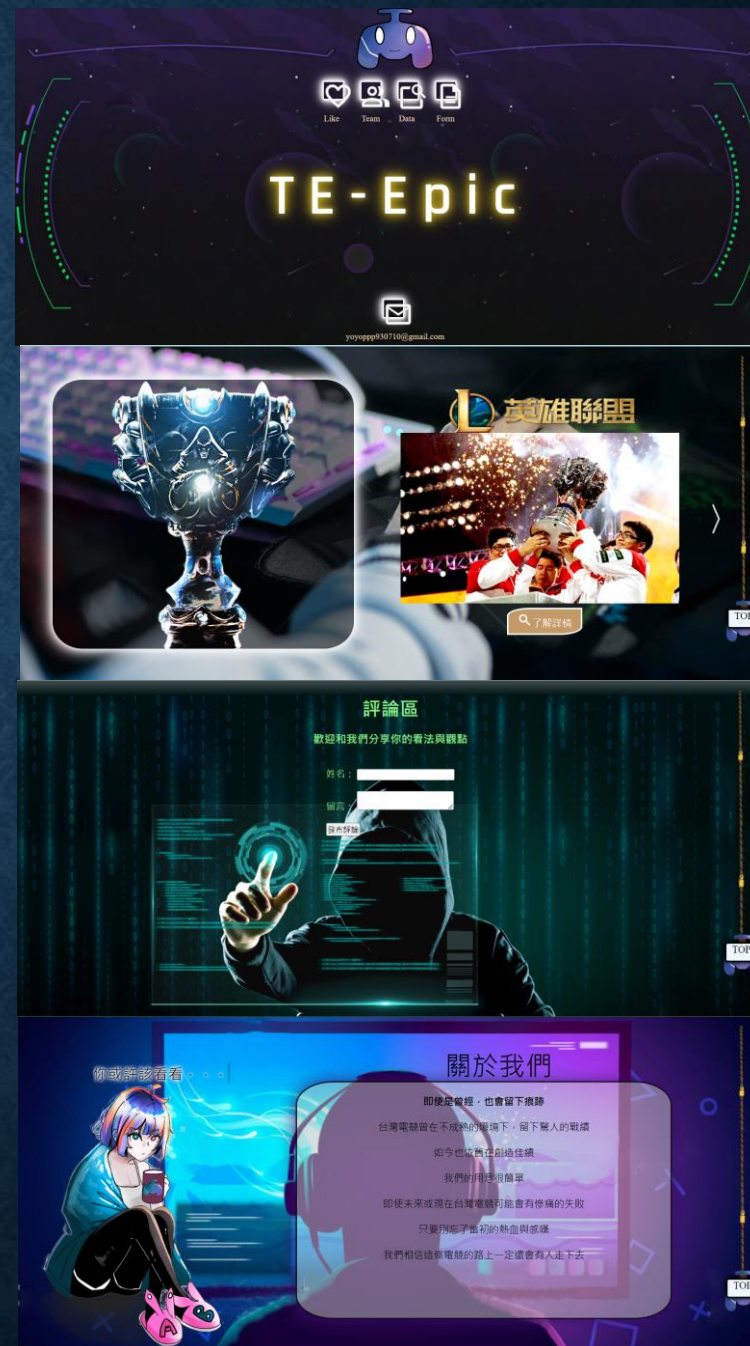 Like
Team
Data
Form
TE-Epic
yoyoppp930710@gmail.com
英雄聯盟
了解詳情
TOP
評論區
歡迎和我們分享你的看法與觀點
姓名：
留言：
發布評論
TOP
你或許該看看．．．
關於我們
即便是曾經，也會留下痕跡
台灣電競曾在不成熟的環境下，留下驚人的戰績
如今也依舊在創造佳績
我們的用意很簡單
即使未來或現在台灣電競可能會有慘痛的失敗
只要別忘了當初的熱血與感嘆
我們相信這條電競的路上一定還會有人走下去
A
B
TOP